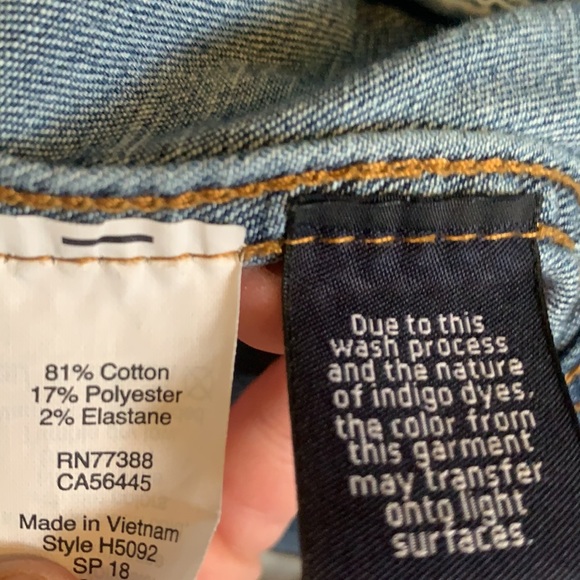 81% Cotton
17% Polyester
2% Elastane
RN77388
CA56445
Made in Vietnam
Style H5092
SP 18
Due to this
wash process
and the nature
of indigo dyes,
the color from
this garment
may transfer
onto light
surfaces.